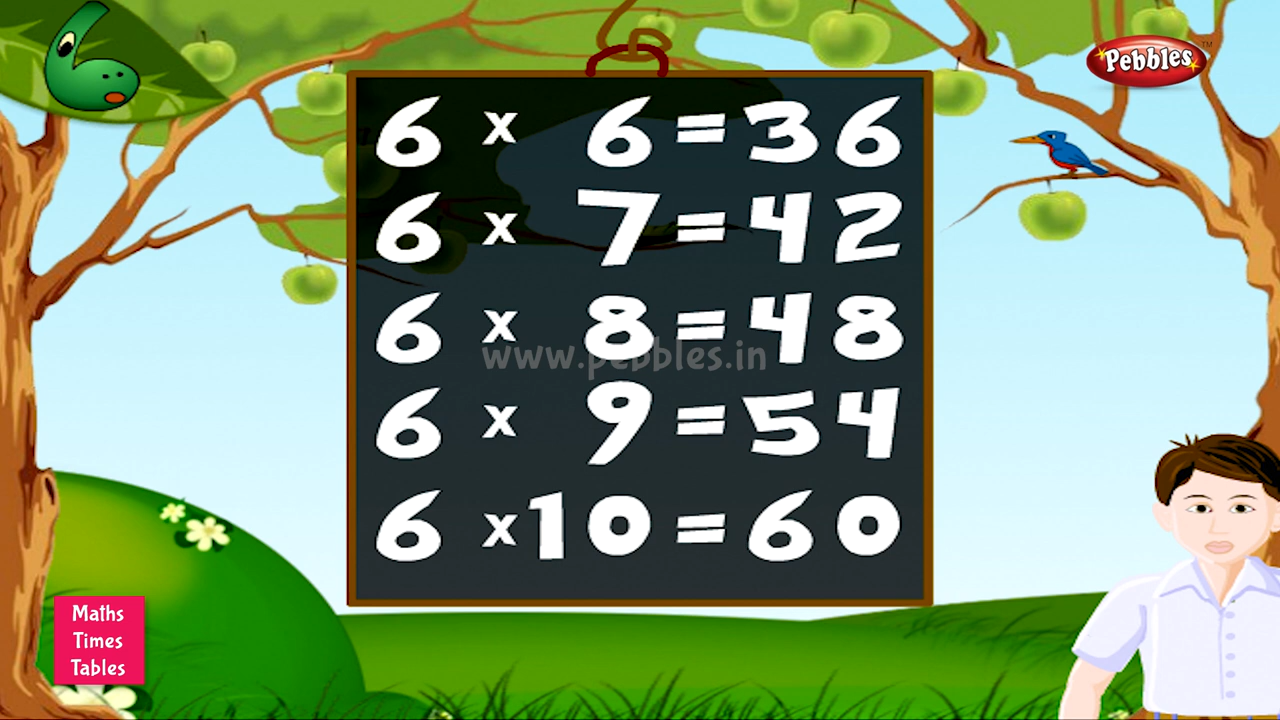 Pebbles™
6 x 6 = 36
6 x 7 = 42
6 x 8 = 48
www.pebbles.in
6 x 9 = 54
6 x 10 = 60
Maths
Times
Tables